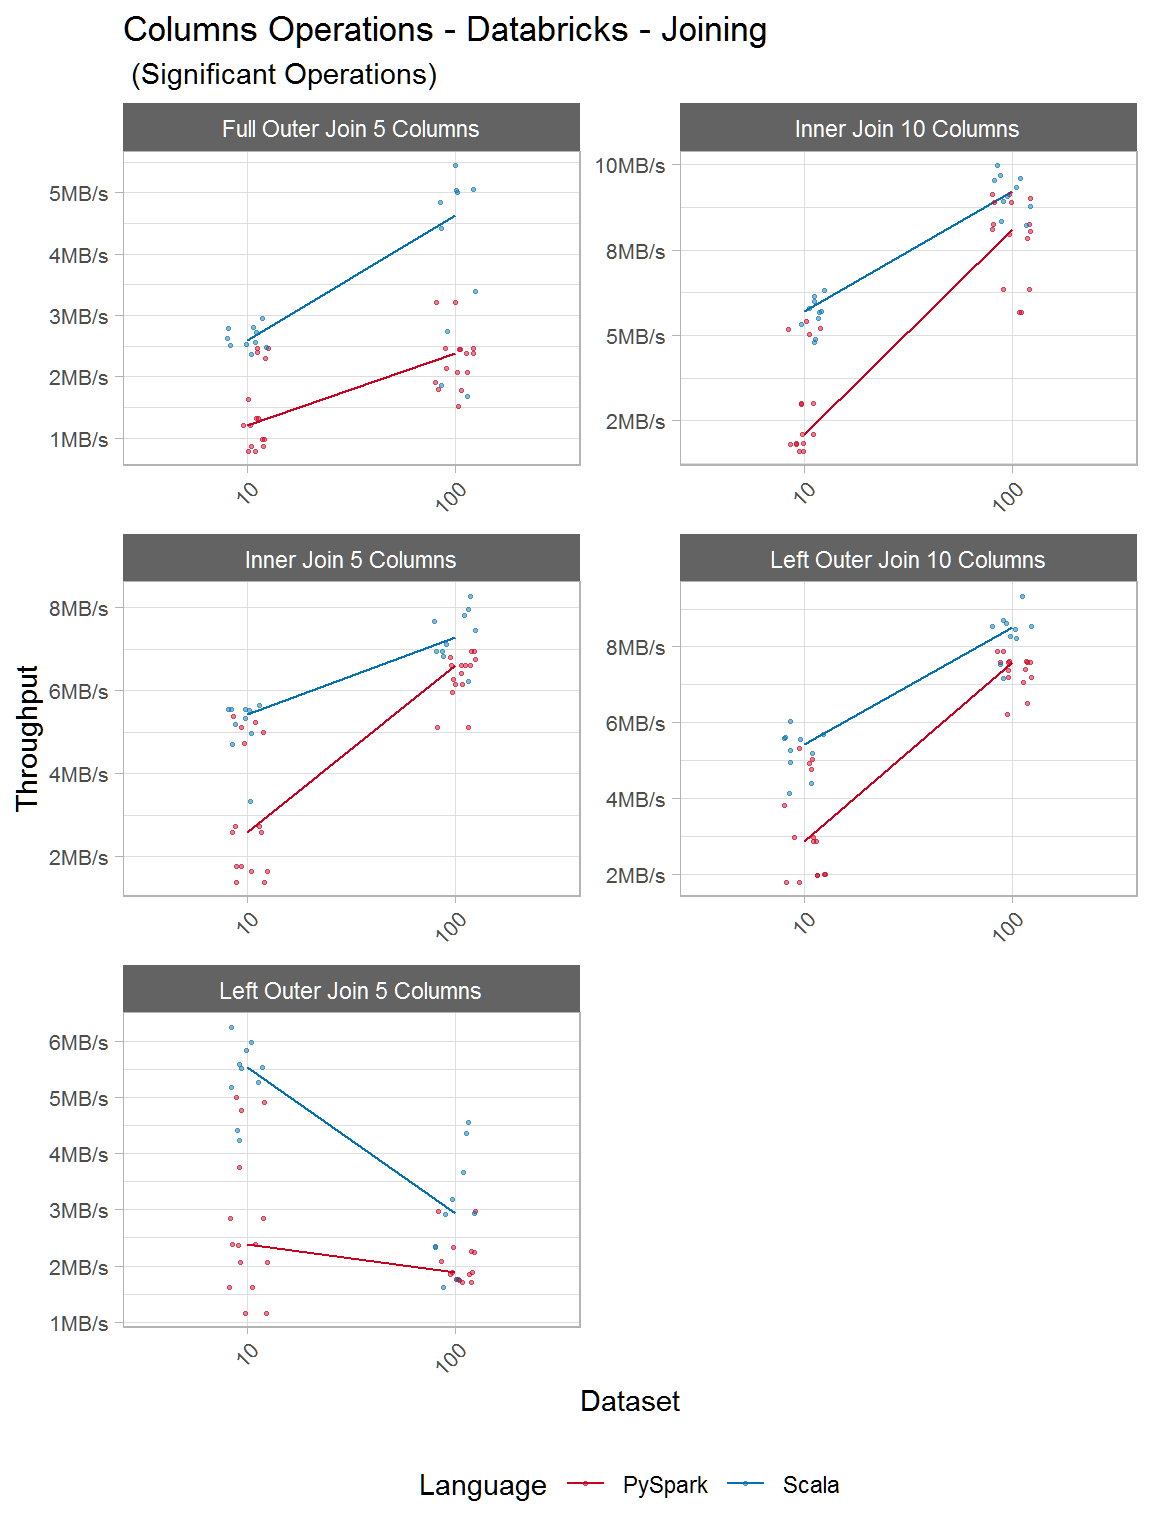 Columns Operations - Databricks - Joining
(Significant Operations)
Full Outer Join 5 Columns
5MB/s
4MB/s
3MB/s
2MB/s
1MB/s
10
100
Inner Join 10 Columns
10MB/s
8MB/s
5MB/s
2MB/s
10
100
Throughput
Inner Join 5 Columns
8MB/s
6MB/s
4MB/s
2MB/s
10
100
Left Outer Join 10 Columns
8MB/s
6MB/s
4MB/s
2MB/s
10
100
Left Outer Join 5 Columns
6MB/s
5MB/s
4MB/s
3MB/s
2MB/s
1MB/s
10
100
Dataset
Language PySpark Scala